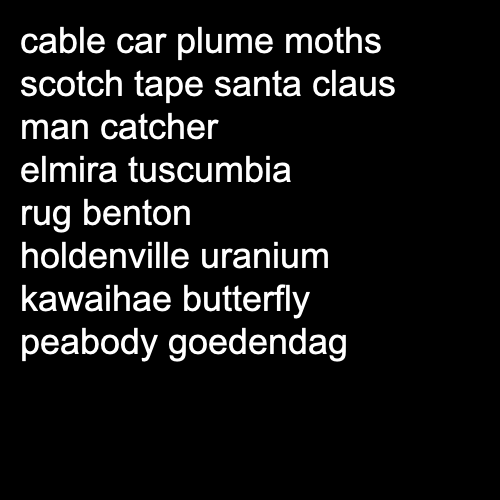 cable car plume moths
scotch tape santa claus
man catcher
elmira tuscumbia
rug benton
holdenville uranium
kawaihae butterfly
peabody goedendag